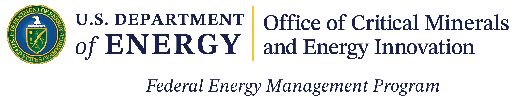 U.S. DEPARTMENT
of ENERGY
Office of Critical Minerals
and Energy Innovation
Federal Energy Management Program